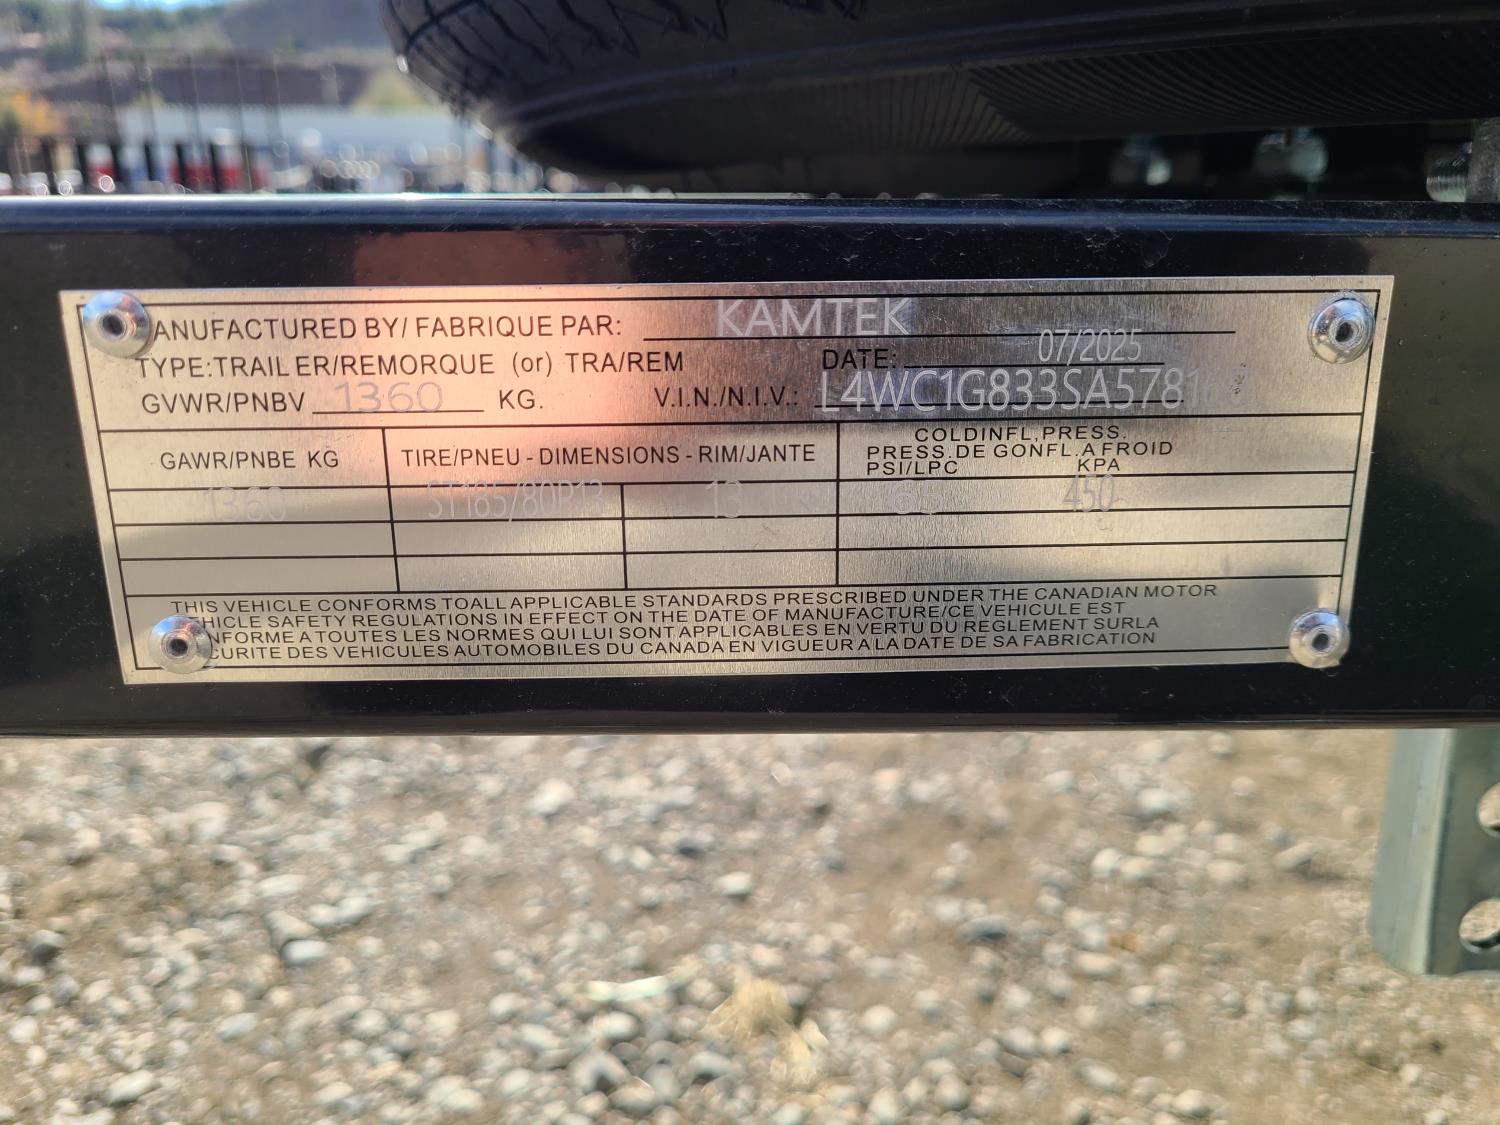 ANUFACTURED BY/ FABRIQUE PAR: KAMTEK
TYPE:TRAILER/REMORQUE (or) TRA/REM DATE: 07/2025
GVWR/PNBV 1360 KG. V.I.N./N.I.V.:
GAWR/PNBE KG TIRE/PNEU - DIMENSIONS - RIM/JANTE COLDINFL,PRESS.
PRESS.DE GONFL.A FROID
PSI/LPC KPA
1360 ST185/80R13 13 65 450
THIS VEHICLE CONFORMS TOALL APPLICABLE STANDARDS PRESCRIBED UNDER THE CANADIAN MOTOR
HICLE SAFETY REGULATIONS IN EFFECT ON THE DATE OF MANUFACTURE/CE VEHICULE EST
NFORME A TOUTES LES NORMES QUI LUI SONT APPLICABLES EN VERTU DU REGLEMENT SURLA
CURITE DES VEHICULES AUTOMOBILES DU CANADA EN VIGUEUR A LA DATE DE SA FABRICATION